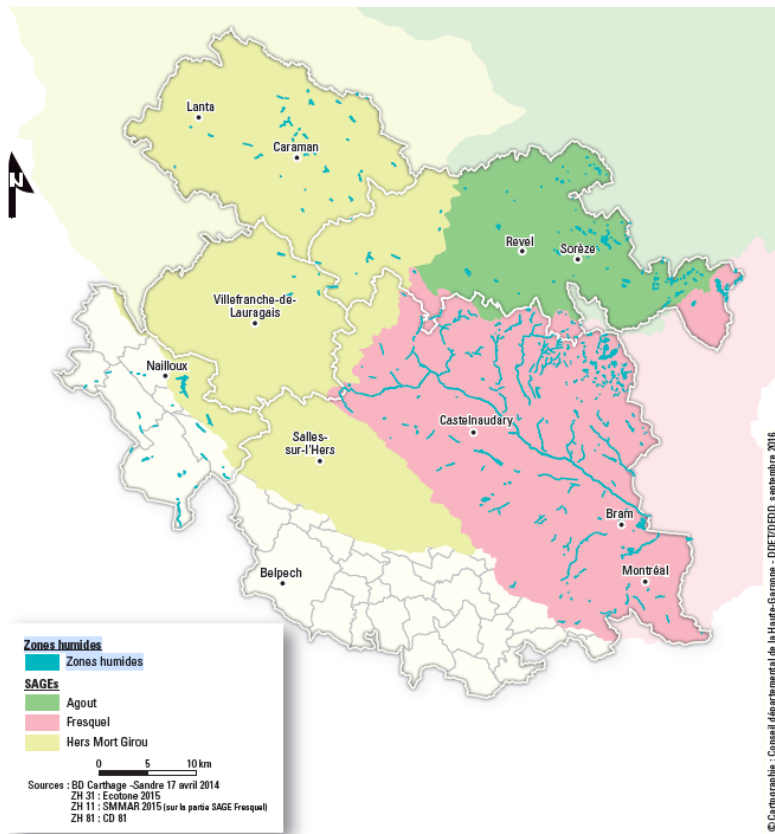 Lanta
Caraman
N
Revel
Sorèze
Villefranche-de-
Lauragais
Nailloux
Castelnaudary
Salles-
sur-l'Hers
Bram
Belpech
Montréal
Zones humides
Zones humides
SAGEs
Agout
Fresquel
Hers Mort Girou
0 5 10 km
Sources : BD Carthage -Sandre 17 avril 2014
ZH 31 : Ecotone 2015
ZH 11 : SMMAR 2015 (sur la partie SAGE Fresquel)
ZH 81 : CD 81
© Cartographie : Conseil départemental de la Haute-Garonne - DDET/DEDD, septembre 2016